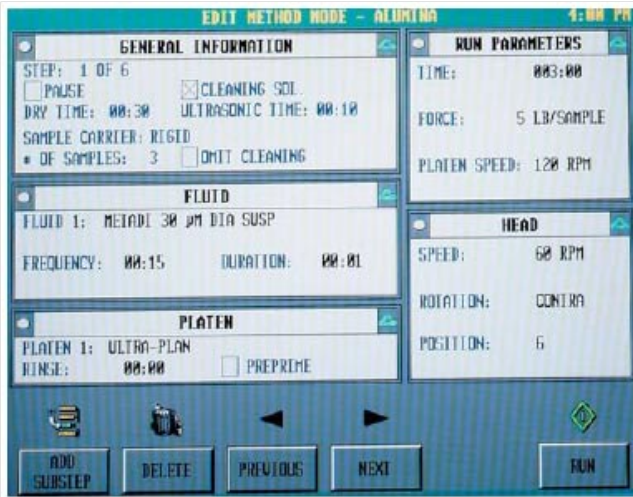 EDIT METHOD MODE - ALUMINA 4:00 PM
GENERAL INFORMATION
STEP: 1 OF 6
PAUSE CLEANING SOL.
DRY TIME: 00:30 ULTRASONIC TIME: 00:10
SAMPLE CARRIER: RIGID
# OF SAMPLES: 3 OMIT CLEANING
FLUID
FLUID 1: METADI 30 µM DIA SUSP
FREQUENCY: 00:15 DURATION: 00:01
PLATEN
PLATEN 1: ULTRA-PLAN
RINSE: 00:00 PREPRIME
RUN PARAMETERS
TIME: 003:00
FORCE: 5 LB/SAMPLE
PLATEN SPEED: 120 RPM
HEAD
SPEED: 60 RPM
ROTATION: CONTRA
POSITION: 6
ADD SUBSTEP
DELETE
PREVIOUS
NEXT
RUN